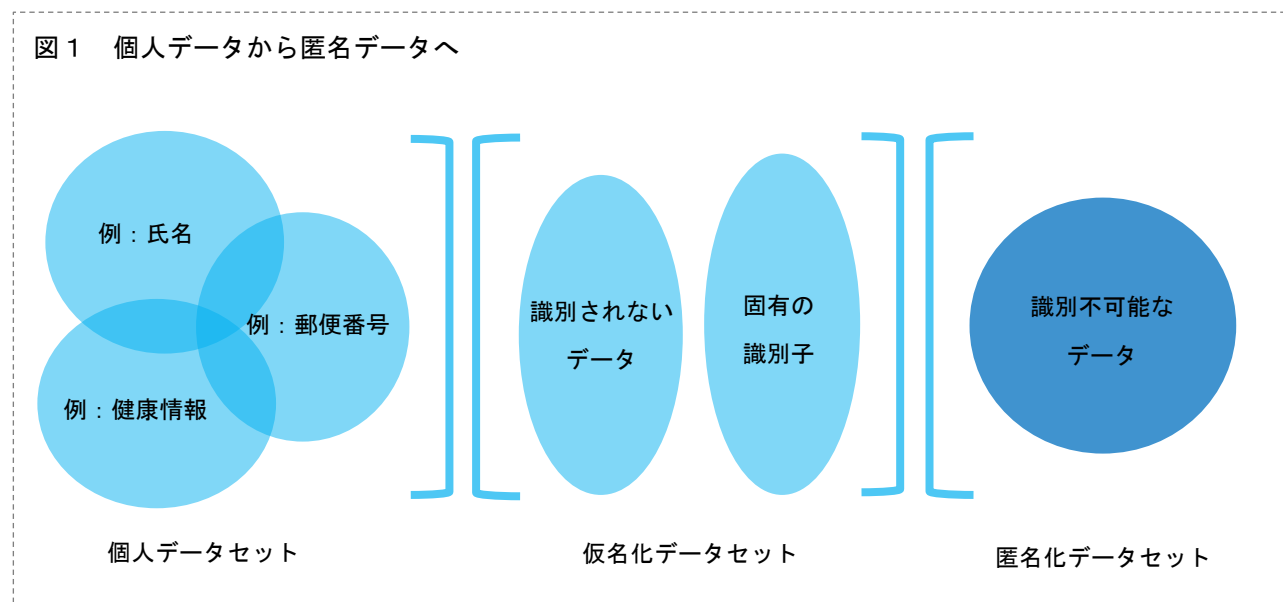 図1 個人データから匿名データへ
例：氏名
例：郵便番号
例：健康情報
識別されない
データ
固有の
識別子
識別不可能な
データ
個人データセット
仮名化データセット
匿名化データセット